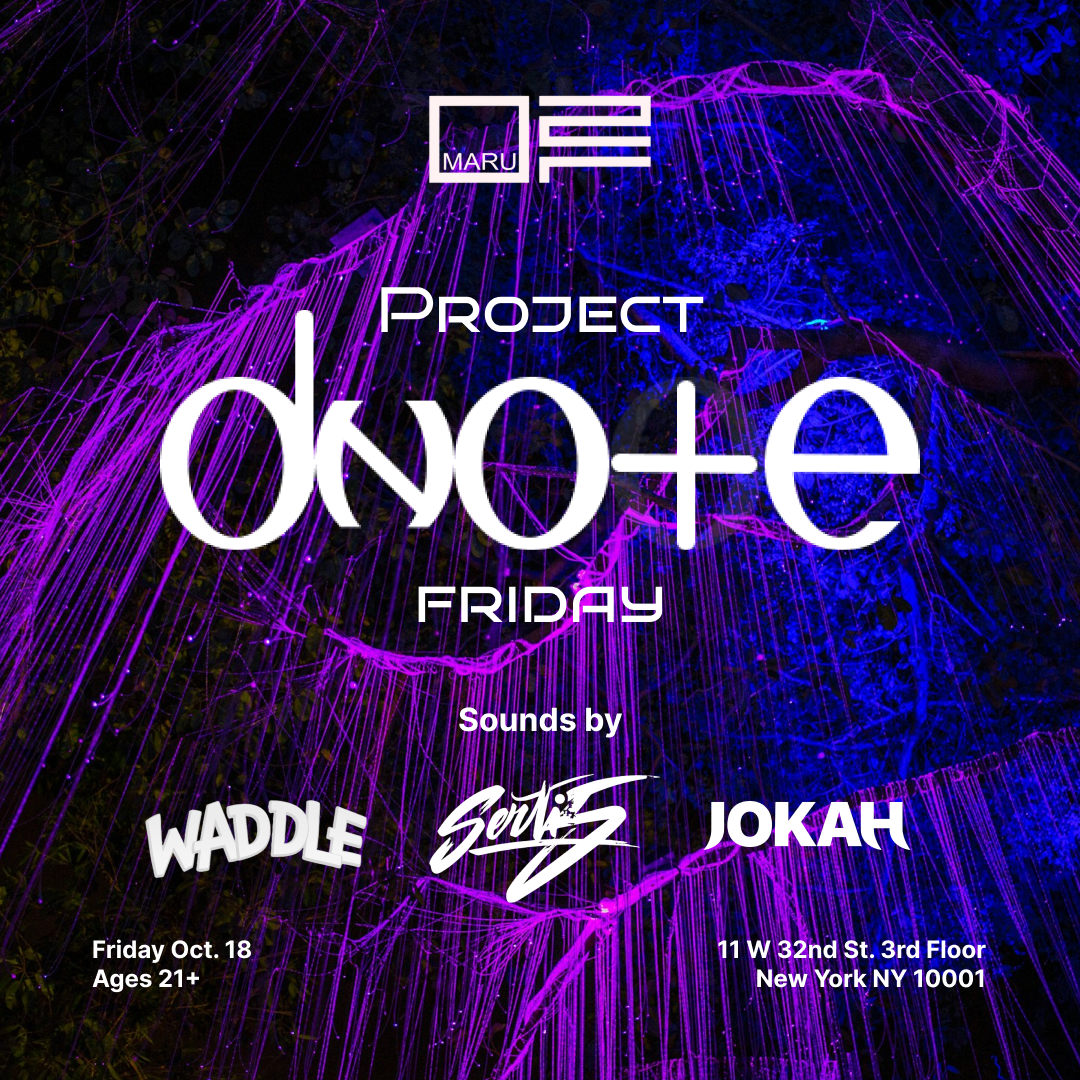 MARU
PROJECT
dnote
FRIDAY
Sounds by
WADDLE
JOKAH
Friday Oct. 18
Ages 21+
11 W 32nd St. 3rd Floor
New York NY 10001